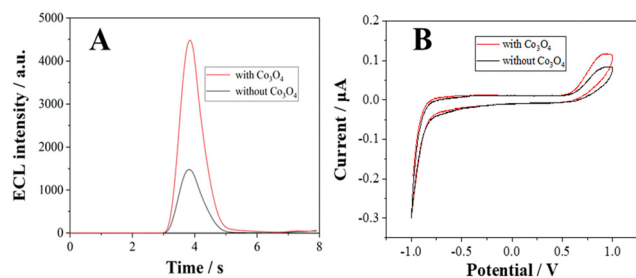 A
5000
4000
3000
2000
1000
0
ECL intensity / a.u.
with Co₃O₄
without Co₃O₄
0 2 4 6 8
Time / s
B
0.2
0.1
0.0
-0.1
-0.2
-0.3
Current / μA
with Co₃O₄
without Co₃O₄
-1.0 -0.5 0.0 0.5 1.0
Potential / V